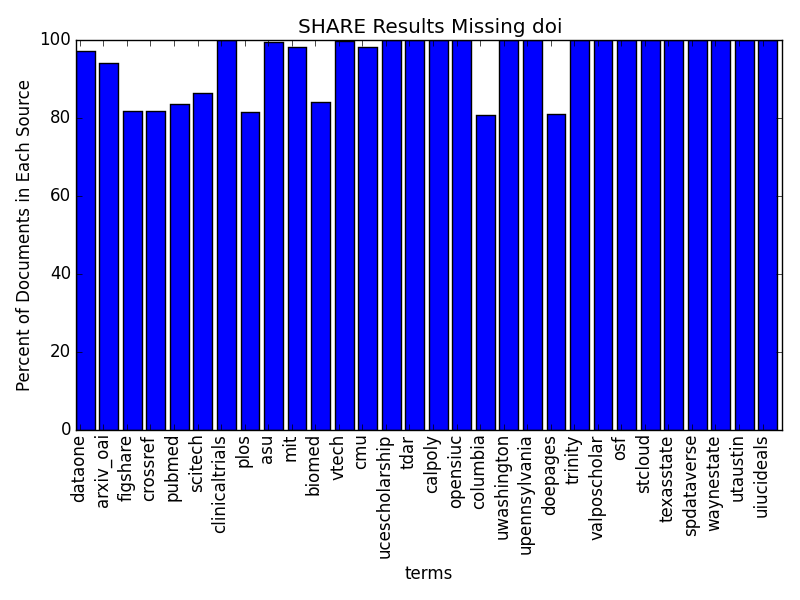 SHARE Results Missing doi
Percent of Documents in Each Source
100
80
60
40
20
0
dataone
arxiv_oai
figshare
crossref
pubmed
scitech
clinicaltrials
plos
asu
mit
biomed
vtech
cmu
ucescholarship
tdar
calpoly
opensiuc
columbia
uwashington
upennsylvania
doepages
trinity
valposcholar
osf
stcloud
texasstate
spdataverse
waynestate
utaustin
uiucideals
terms